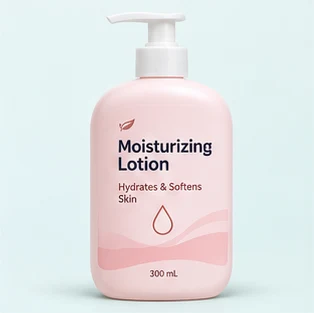 Moisturizing
Lotion
Hydrates & Softens
Skin
300 mL